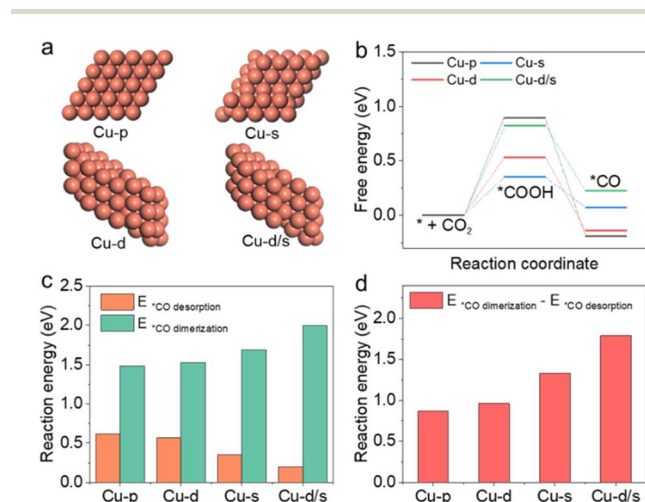 a
Cu-p
Cu-s
Cu-d
Cu-d/s
b
Free energy (eV)
1.5
1.0
0.5
0.0
Cu-p
Cu-s
Cu-d
Cu-d/s
* + CO₂
*COOH
*CO
Reaction coordinate
c
Reaction energy (eV)
2.5
2.0
1.5
1.0
0.5
0.0
E *CO desorption
E *CO dimerization
Cu-p Cu-d Cu-s Cu-d/s
d
Reaction energy (eV)
2.0
1.5
1.0
0.5
0.0
E *CO dimerization - E *CO desorption
Cu-p Cu-d Cu-s Cu-d/s